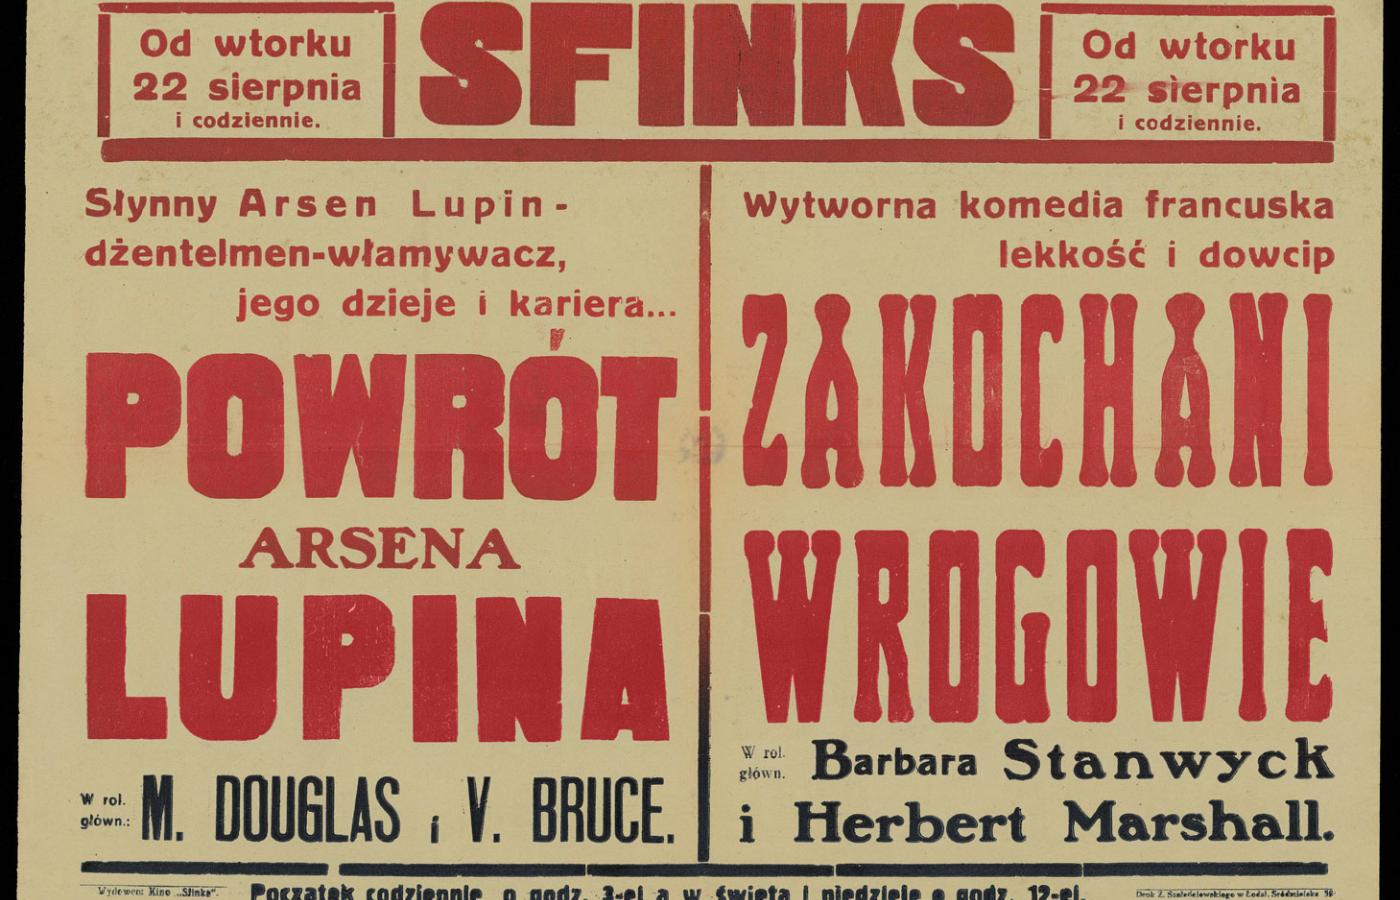 Od wtorku
22 sierpnia
i codziennie.
SFINKS
Od wtorku
22 sierpnia
i codziennie.
Słynny Arsen Lupin-
dżentelmen-włamywacz,
jego dzieje i kariera...
POWRÓT
ARSENA
LUPINA
W rol.
główn.:
M. DOUGLAS i V. BRUCE.
Wytworna komedia francuska
lekkość i dowcip
ZAKOCHANI
WROGOWIE
W rol.
główn.
Barbara Stanwyck
i Herbert Marshall.
Wydawca: Kino „Sfinks".
Początek codziennie o godz. 3-ej a w święta i niedziele o godz. 12-ej.
Druk Z. w Łodzi,